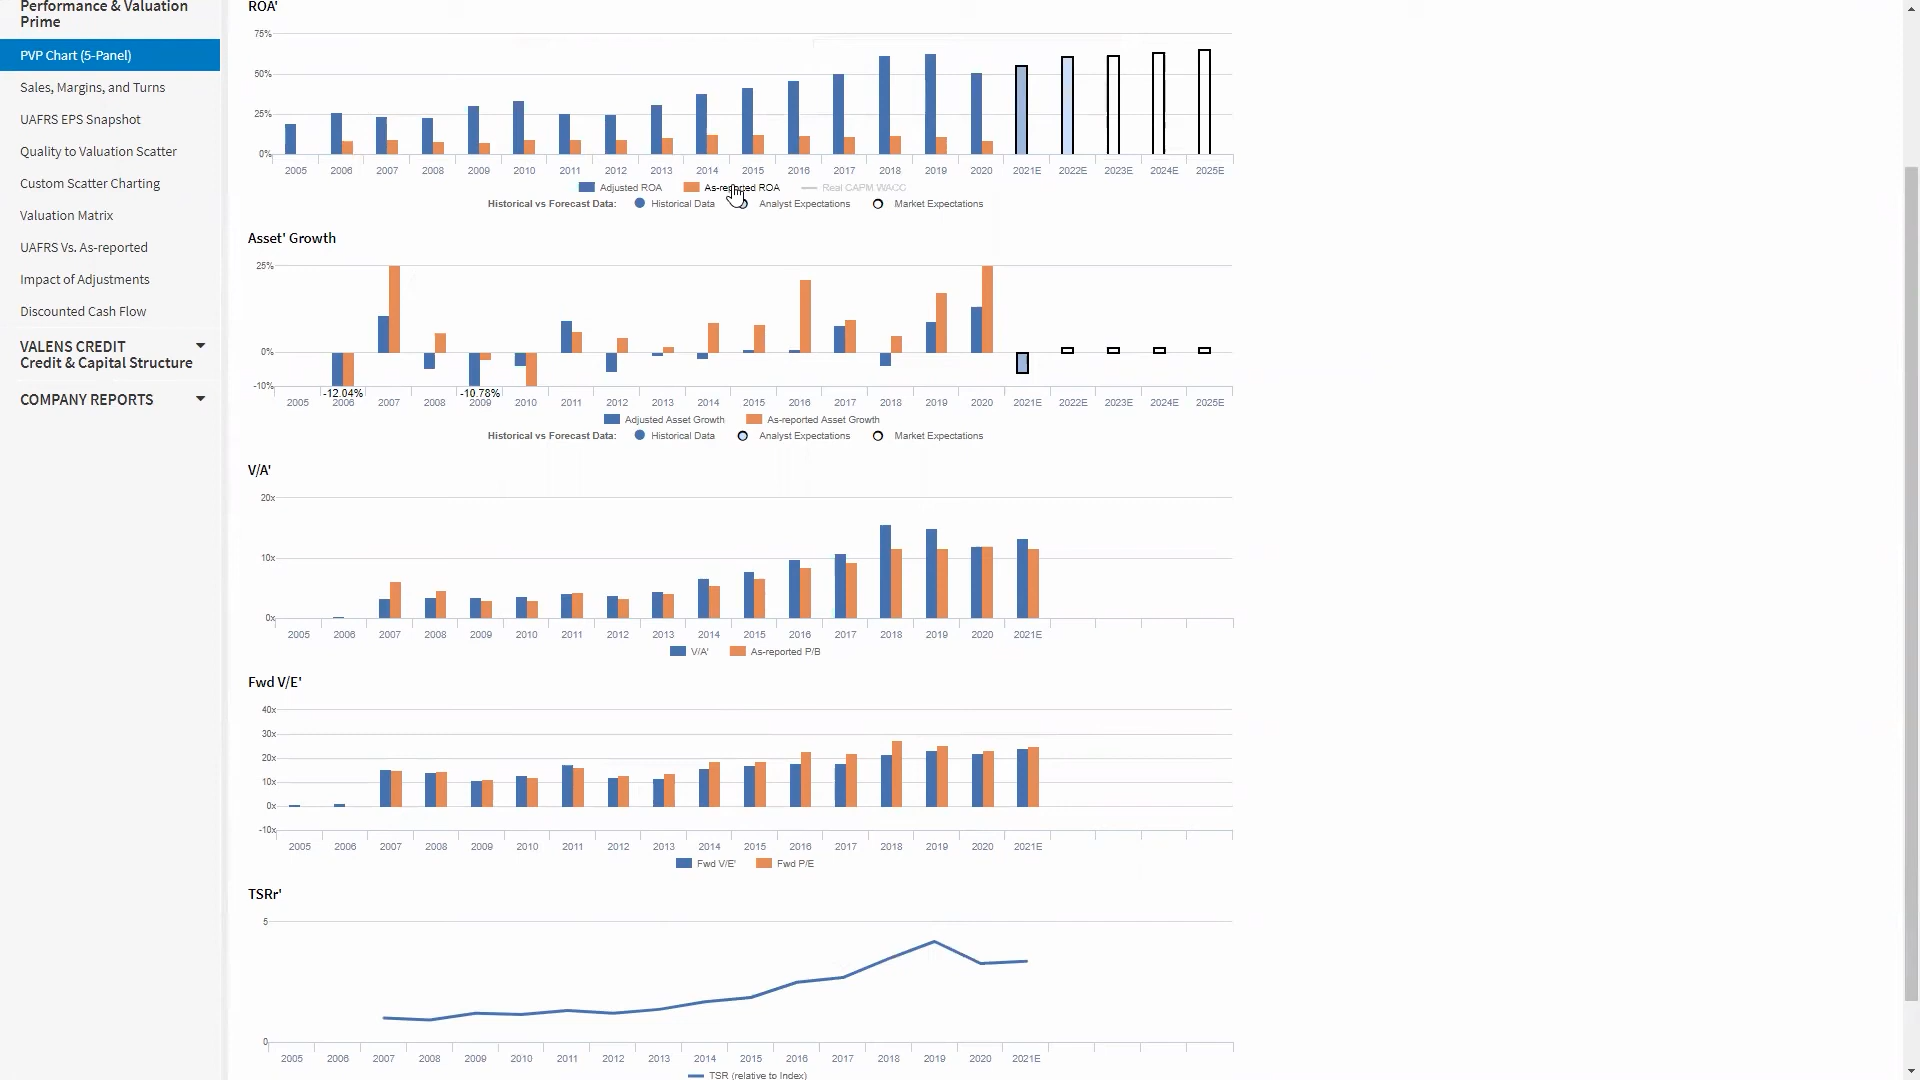 Performance & Valuation
Prime
PVP Chart (5-Panel)
Sales, Margins, and Turns
UAFRS EPS Snapshot
Quality to Valuation Scatter
Custom Scatter Charting
Valuation Matrix
UAFRS Vs. As-reported
Impact of Adjustments
Discounted Cash Flow
VALENS CREDIT
Credit & Capital Structure
COMPANY REPORTS
ROA'
75%
50%
25%
0%
2005 2006 2007 2008 2009 2010 2011 2012 2013 2014 2015 2016 2017 2018 2019 2020 2021E 2022E 2023E 2024E 2025E
Adjusted ROA As-reported ROA Real CAPM WACC
Historical vs Forecast Data: Historical Data Analyst Expectations Market Expectations
Asset' Growth
25%
0%
-10%
-12.04% -10.78%
2005 2006 2007 2008 2009 2010 2011 2012 2013 2014 2015 2016 2017 2018 2019 2020 2021E 2022E 2023E 2024E 2025E
Adjusted Asset Growth As-reported Asset Growth
Historical vs Forecast Data: Historical Data Analyst Expectations Market Expectations
V/A'
20x
10x
0x
2005 2006 2007 2008 2009 2010 2011 2012 2013 2014 2015 2016 2017 2018 2019 2020 2021E
V/A' As-reported P/B
Fwd V/E'
40x
30x
20x
10x
0x
-10x
2005 2006 2007 2008 2009 2010 2011 2012 2013 2014 2015 2016 2017 2018 2019 2020 2021E
Fwd V/E' Fwd P/E
TSRr'
5
0
2005 2006 2007 2008 2009 2010 2011 2012 2013 2014 2015 2016 2017 2018 2019 2020 2021E
TSR (relative to Index)